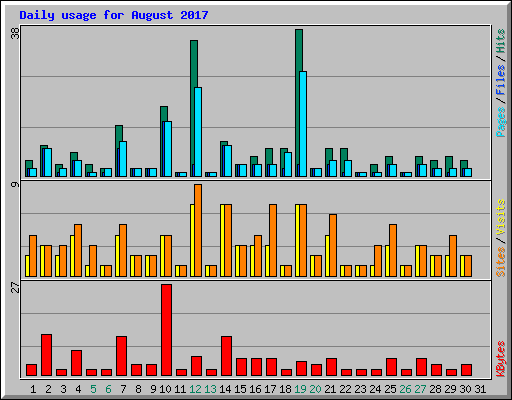 Daily usage for August 2017
38
Pages / Files / Hits
9
Sites / Visits
27
KBytes
1 2 3 4 5 6 7 8 9 10 11 12 13 14 15 16 17 18 19 20 21 22 23 24 25 26 27 28 29 30 31